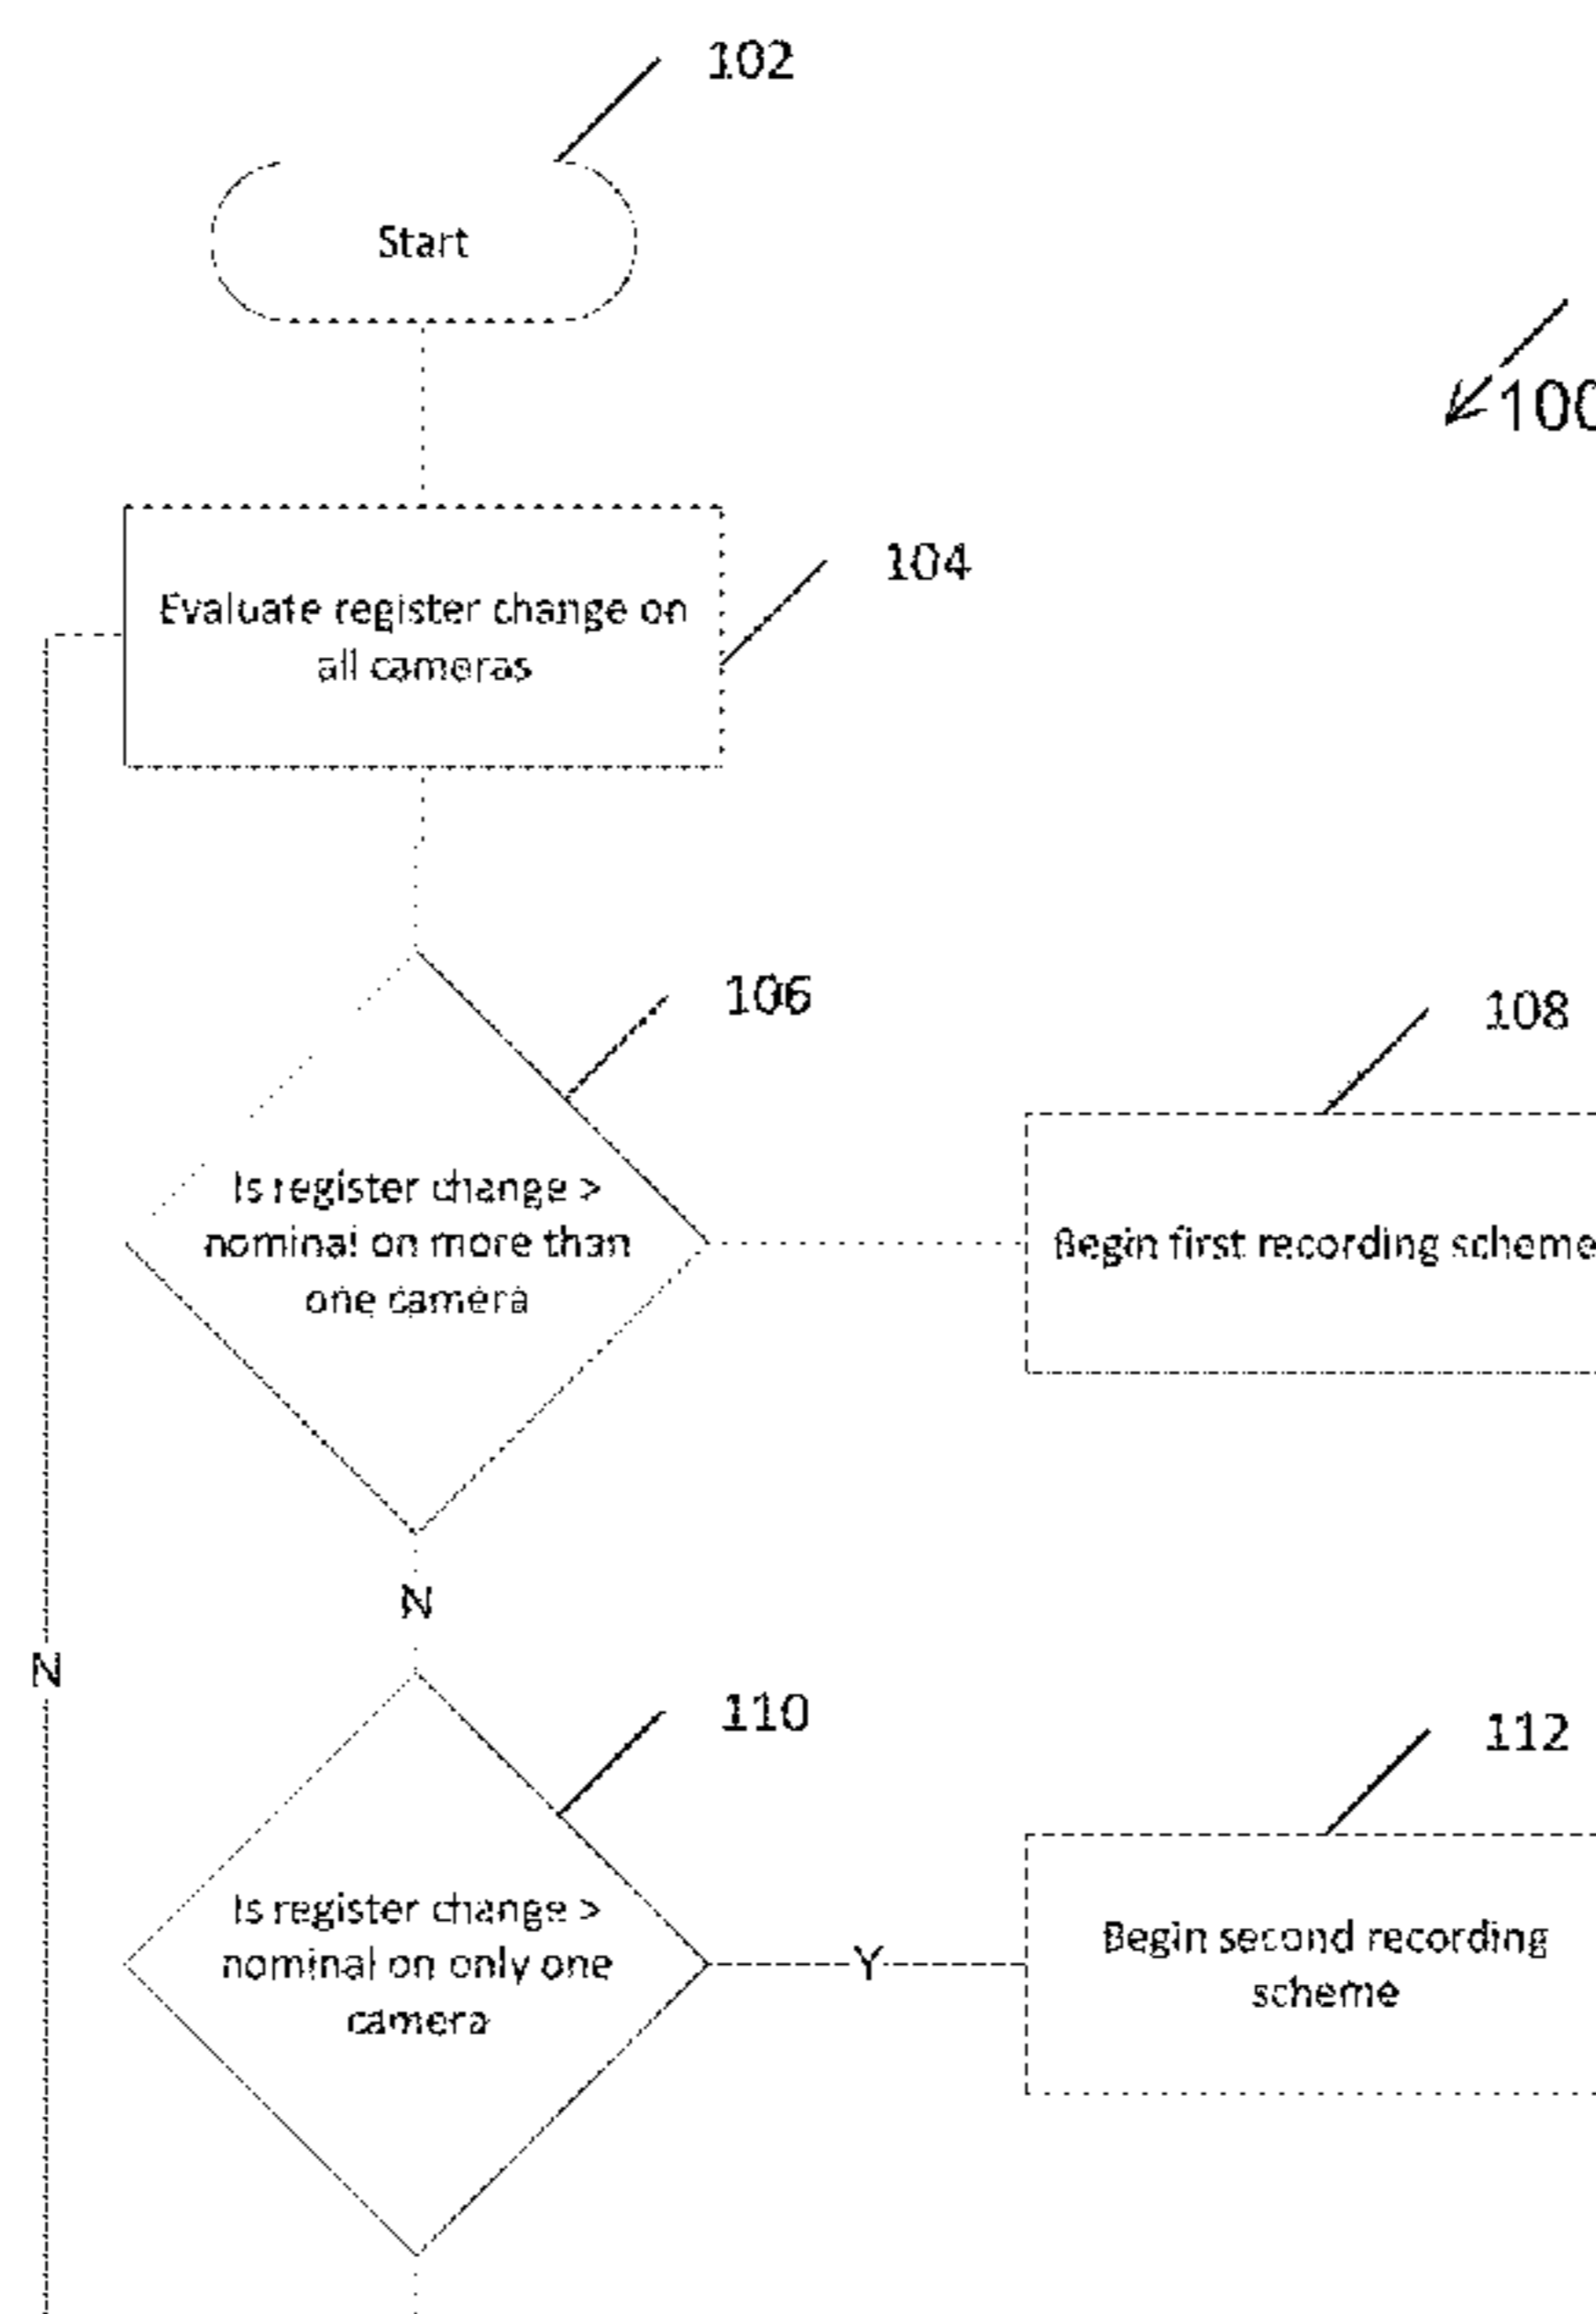 102
Start
100
104
Evaluate register change on
all cameras
106
108
Is register change >
nominal on more than
one camera
Begin first recording scheme
N
N
110
112
Is register change >
nominal on only one
camera
Y
Begin second recording
scheme